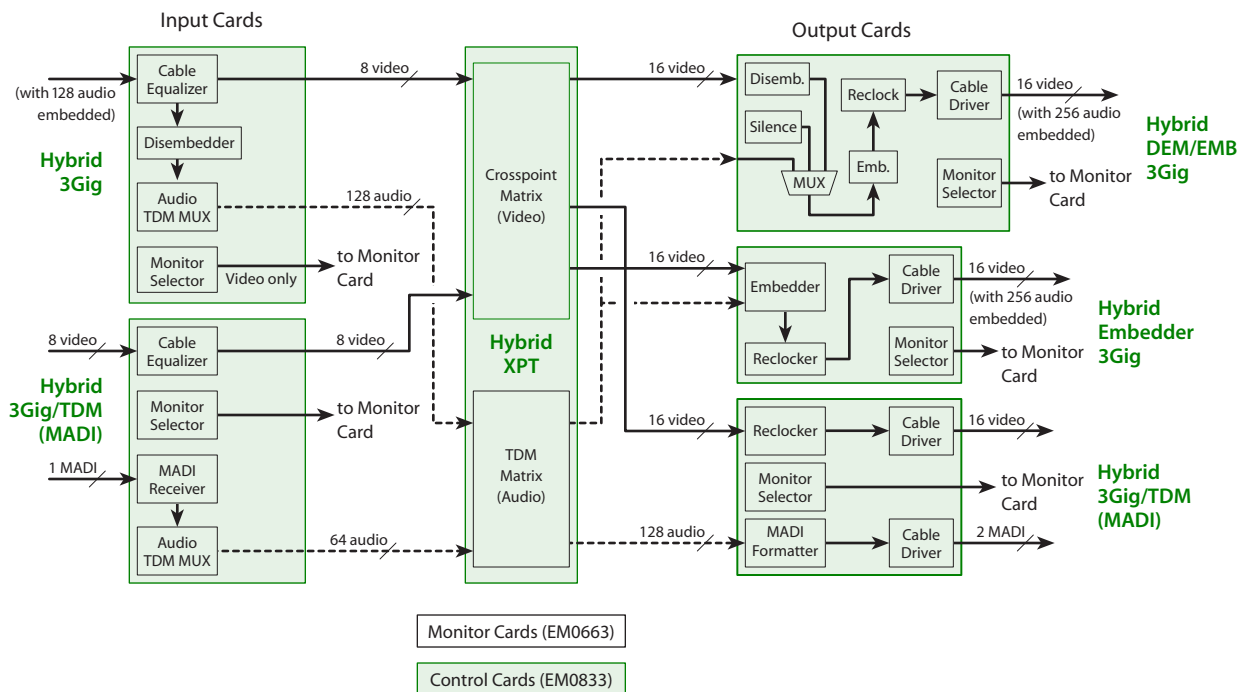 Input Cards
Output Cards
Cable
Equalizer
8 video
(with 128 audio
embedded)
Disembedder
Hybrid
3Gig
Audio
TDM MUX
128 audio
Monitor
Selector
Video only
to Monitor
Card
8 video
Cable
Equalizer
8 video
Hybrid
3Gig/TDM
(MADI)
Monitor
Selector
to Monitor
Card
1 MADI
MADI
Receiver
Audio
TDM MUX
64 audio
Crosspoint
Matrix
(Video)
Hybrid
XPT
TDM
Matrix
(Audio)
16 video
Disemb.
Silence
MUX
Emb.
Reclock
Cable
Driver
16 video
(with 256 audio
embedded)
Hybrid
DEM/EMB
3Gig
Monitor
Selector
to Monitor
Card
16 video
Embedder
Reclocker
Cable
Driver
16 video
(with 256 audio
embedded)
Hybrid
Embedder
3Gig
Monitor
Selector
to Monitor
Card
16 video
Reclocker
Cable
Driver
16 video
Monitor
Selector
to Monitor
Card
Hybrid
3Gig/TDM
(MADI)
128 audio
MADI
Formatter
Cable
Driver
2 MADI
Monitor Cards (EM0663)
Control Cards (EM0833)